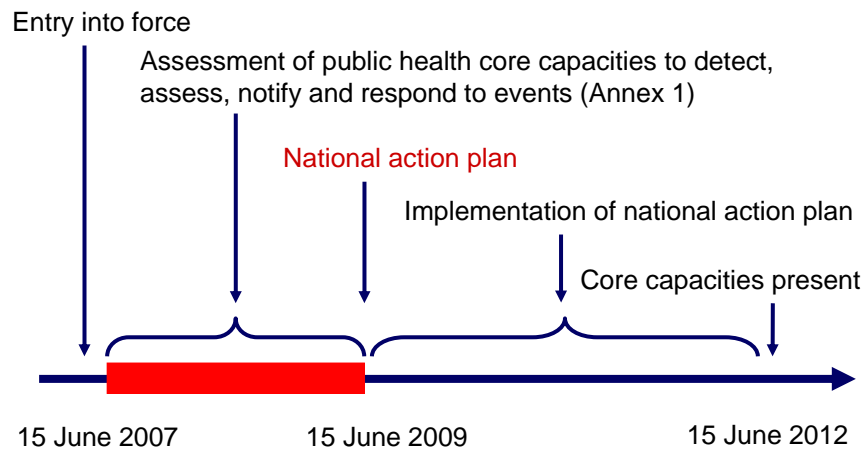 Entry into force
Assessment of public health core capacities to detect,
assess, notify and respond to events (Annex 1)
National action plan
Implementation of national action plan
Core capacities present
15 June 2007
15 June 2009
15 June 2012